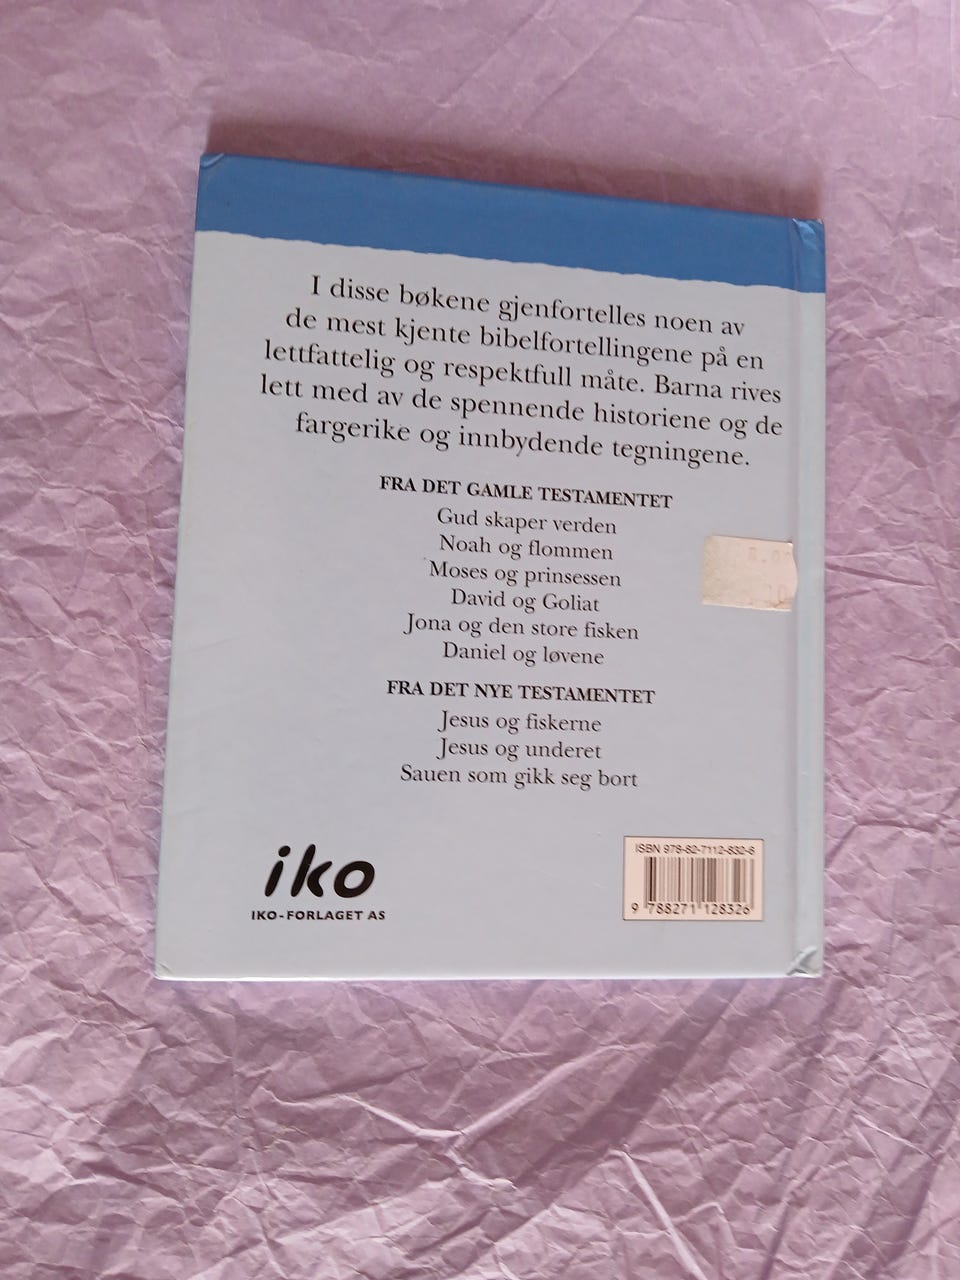 I disse bøkene gjenfortelles noen av
de mest kjente bibelfortellingene på en
lettfattelig og respektfull måte. Barna rives
lett med av de spennende historiene og de
fargerike og innbydende tegningene.
FRA DET GAMLE TESTAMENTET
Gud skaper verden
Noah og flommen
Moses og prinsessen
David og Goliat
Jona og den store fisken
Daniel og løvene
FRA DET NYE TESTAMENTET
Jesus og fiskerne
Jesus og underet
Sauen som gikk seg bort
iko
IKO-FORLAGET AS
ISBN 978-82-7112-832-6
9 788271 128326